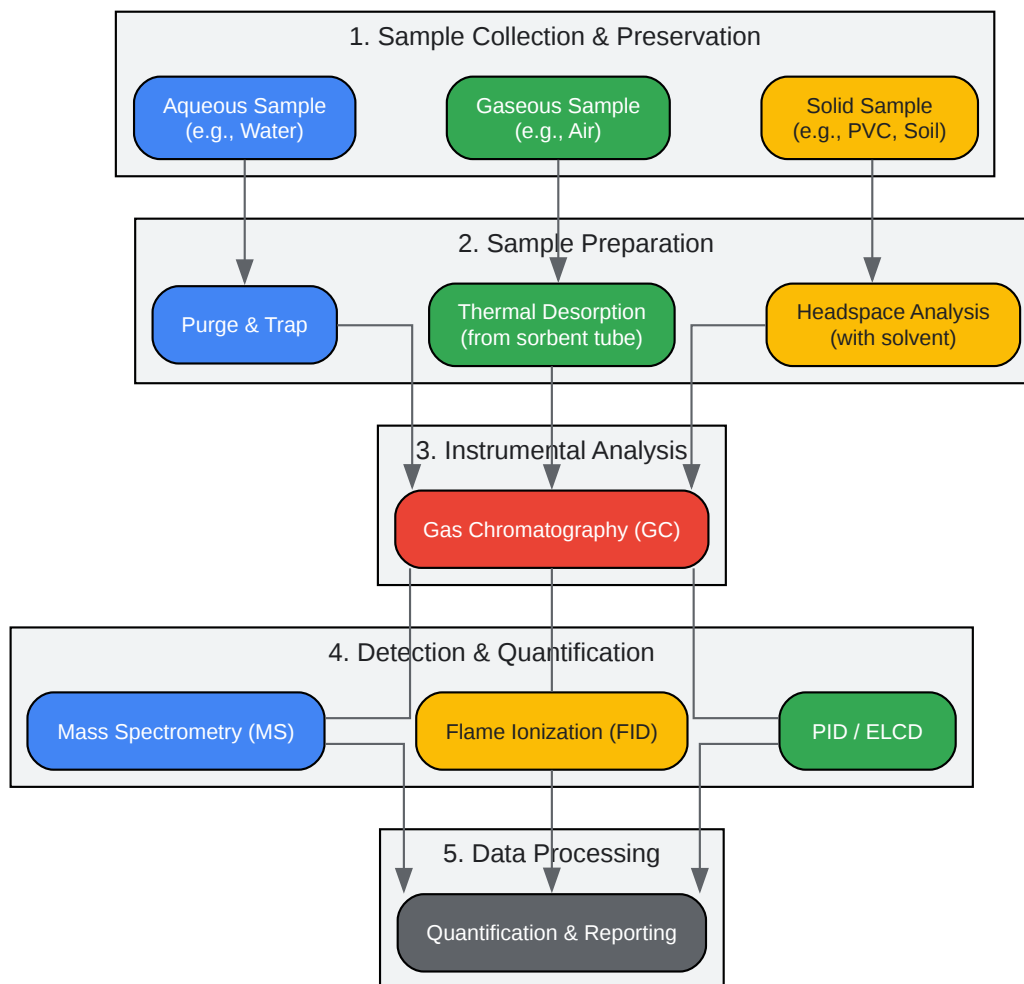 1. Sample Collection & Preservation
Aqueous Sample
(e.g., Water)
Gaseous Sample
(e.g., Air)
Solid Sample
(e.g., PVC, Soil)
2. Sample Preparation
Purge & Trap
Thermal Desorption
(from sorbent tube)
Headspace Analysis
(with solvent)
3. Instrumental Analysis
Gas Chromatography (GC)
4. Detection & Quantification
Mass Spectrometry (MS)
Flame Ionization (FID)
PID / ELCD
5. Data Processing
Quantification & Reporting